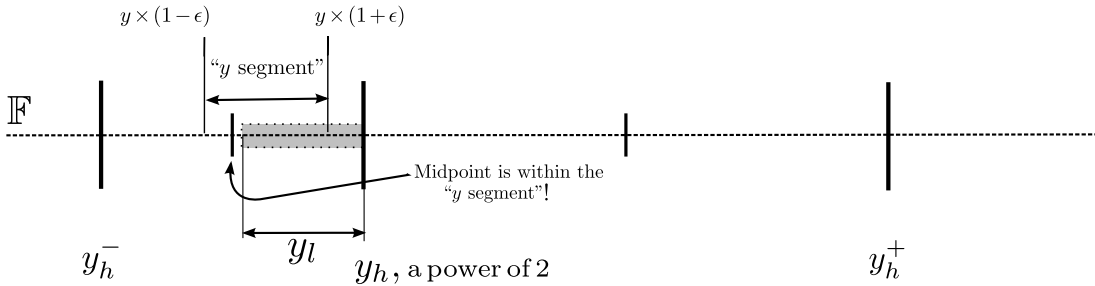 y × (1 − ϵ)
y × (1 + ϵ)
“y segment”
𝔽
Midpoint is within the
“y segment”!
y_l
y_h^-
y_h, a power of 2
y_h^+